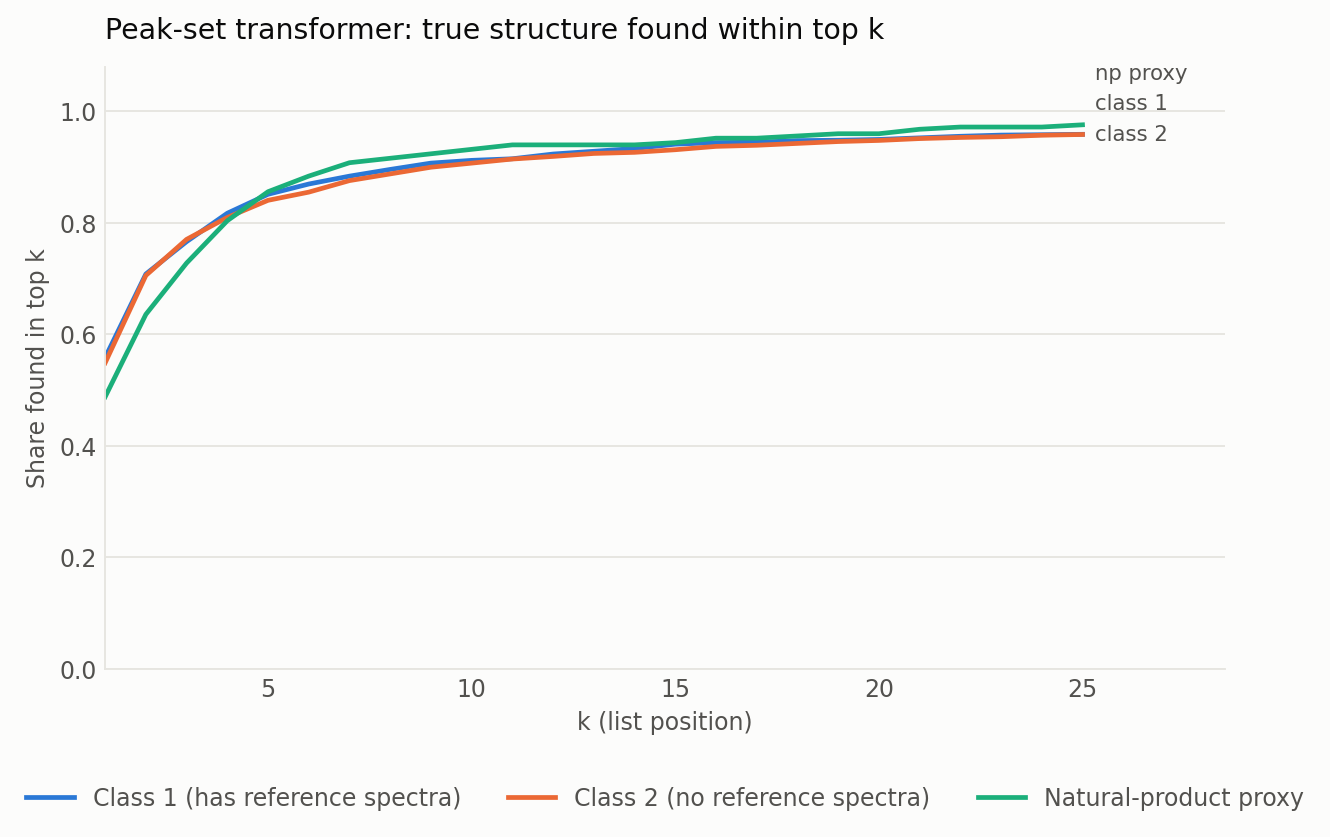 Peak-set transformer: true structure found within top k
np proxy
class 1
class 2
1.0
0.8
0.6
0.4
0.2
0.0
Share found in top k
5 10 15 20 25
k (list position)
Class 1 (has reference spectra) Class 2 (no reference spectra) Natural-product proxy